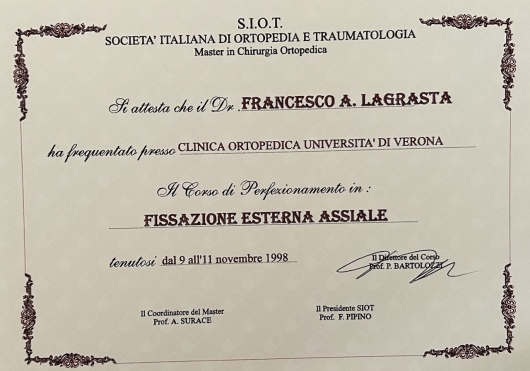 S.I.O.T.
SOCIETA' ITALIANA DI ORTOPEDIA E TRAUMATOLOGIA
Master in Chirurgia Ortopedica
Si attesta che il Dr. FRANCESCO A. LAGRASTA
ha frequentato presso CLINICA ORTOPEDICA UNIVERSITA' DI VERONA
Il Corso di Perfezionamento in :
FISSAZIONE ESTERNA ASSIALE
tenutosi dal 9 all'11 novembre 1998
Il Direttore del Corso
Prof. P. BARTOLOZZI
Il Coordinatore del Master
Prof. A. SURACE
Il Presidente SIOT
Prof. F. PIPINO